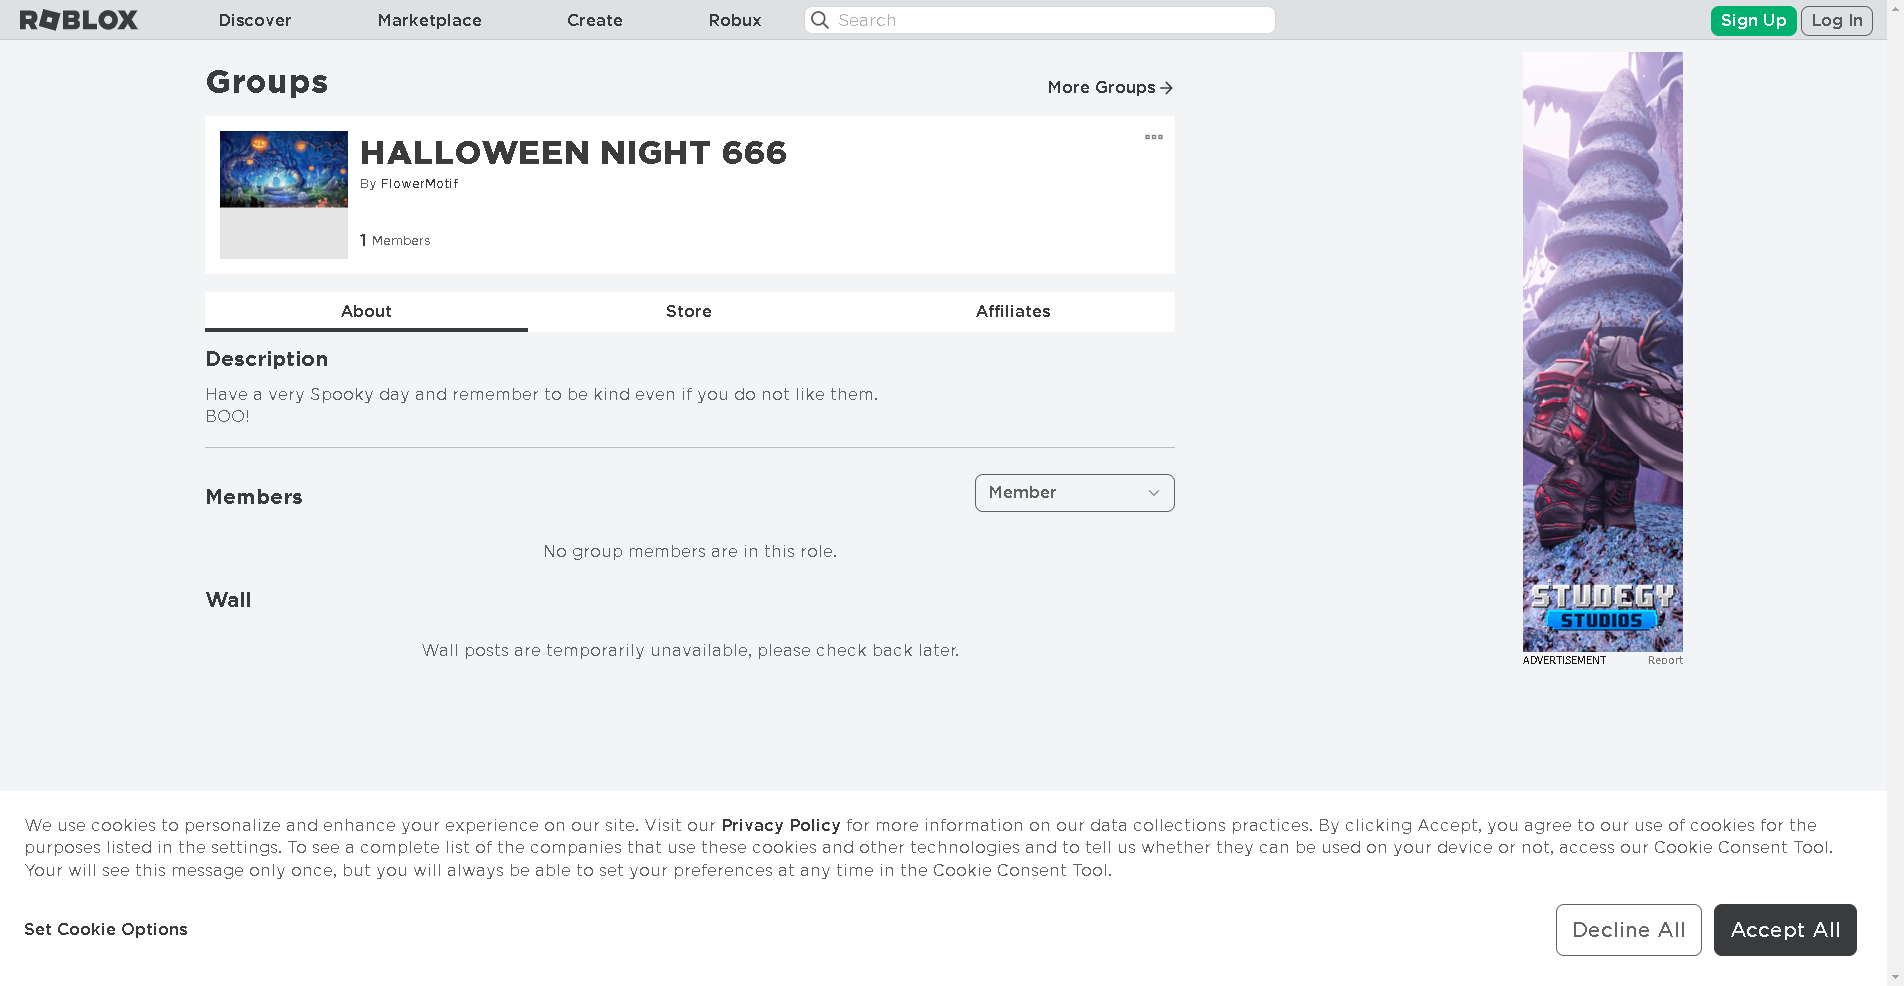 ROBLOX
Discover
Marketplace
Create
Robux
Search
Sign Up
Log In
Groups
More Groups
HALLOWEEN NIGHT 666
By FlowerMotif
1 Members
About
Store
Affiliates
Description
Have a very Spooky day and remember to be kind even if you do not like them.
BOO!
Members
Member
No group members are in this role.
Wall
Wall posts are temporarily unavailable, please check back later.
STUDEGY
STUDIOS
ADVERTISEMENT
Report
We use cookies to personalize and enhance your experience on our site. Visit our Privacy Policy for more information on our data collections practices. By clicking Accept, you agree to our use of cookies for the
purposes listed in the settings. To see a complete list of the companies that use these cookies and other technologies and to tell us whether they can be used on your device or not, access our Cookie Consent Tool.
Your will see this message only once, but you will always be able to set your preferences at any time in the Cookie Consent Tool.
Set Cookie Options
Decline All
Accept All